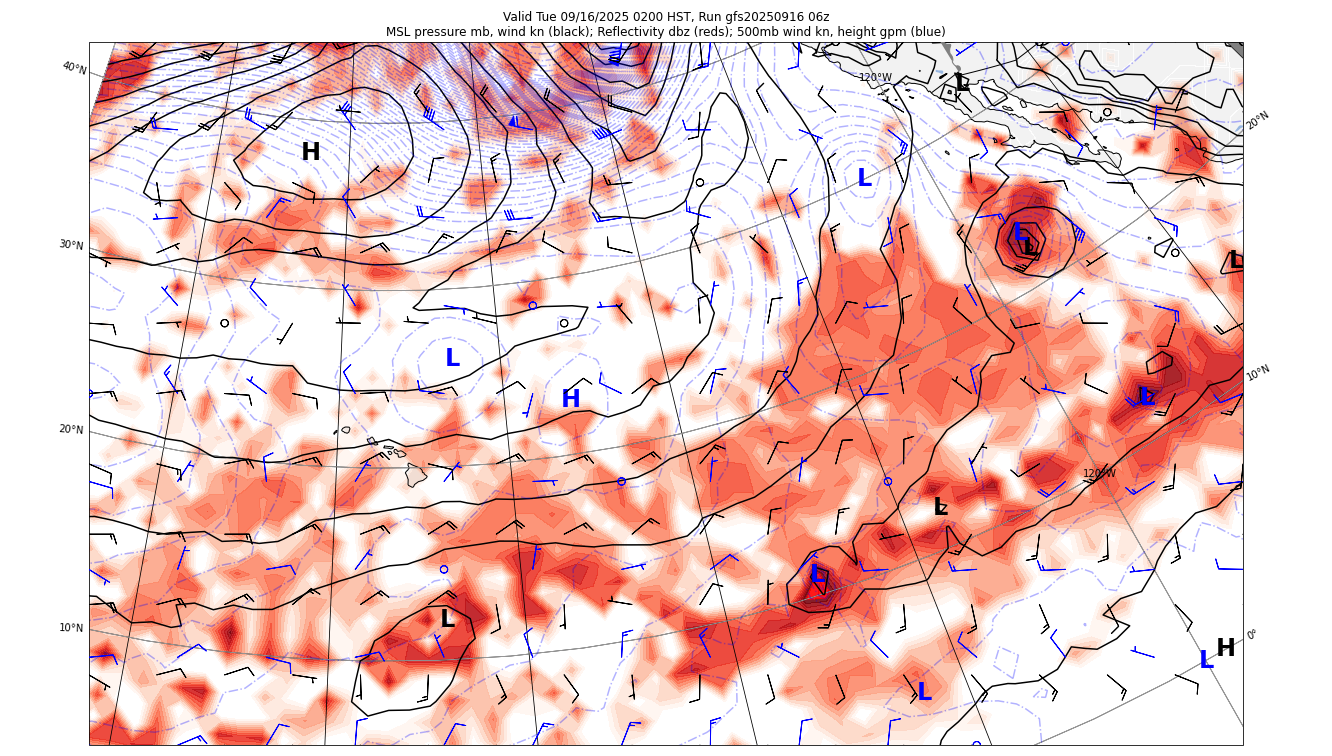 Valid Tue 09/16/2025 0200 HST, Run gfs20250916 06z
MSL pressure mb, wind kn (black); Reflectivity dbz (reds); 500mb wind kn, height gpm (blue)
40°N
120°W
L
20°N
H
L
30°N
L
L
L
10°N
L
H
L
20°N
120°W
L
L
10°N
L
0°
H
L
L